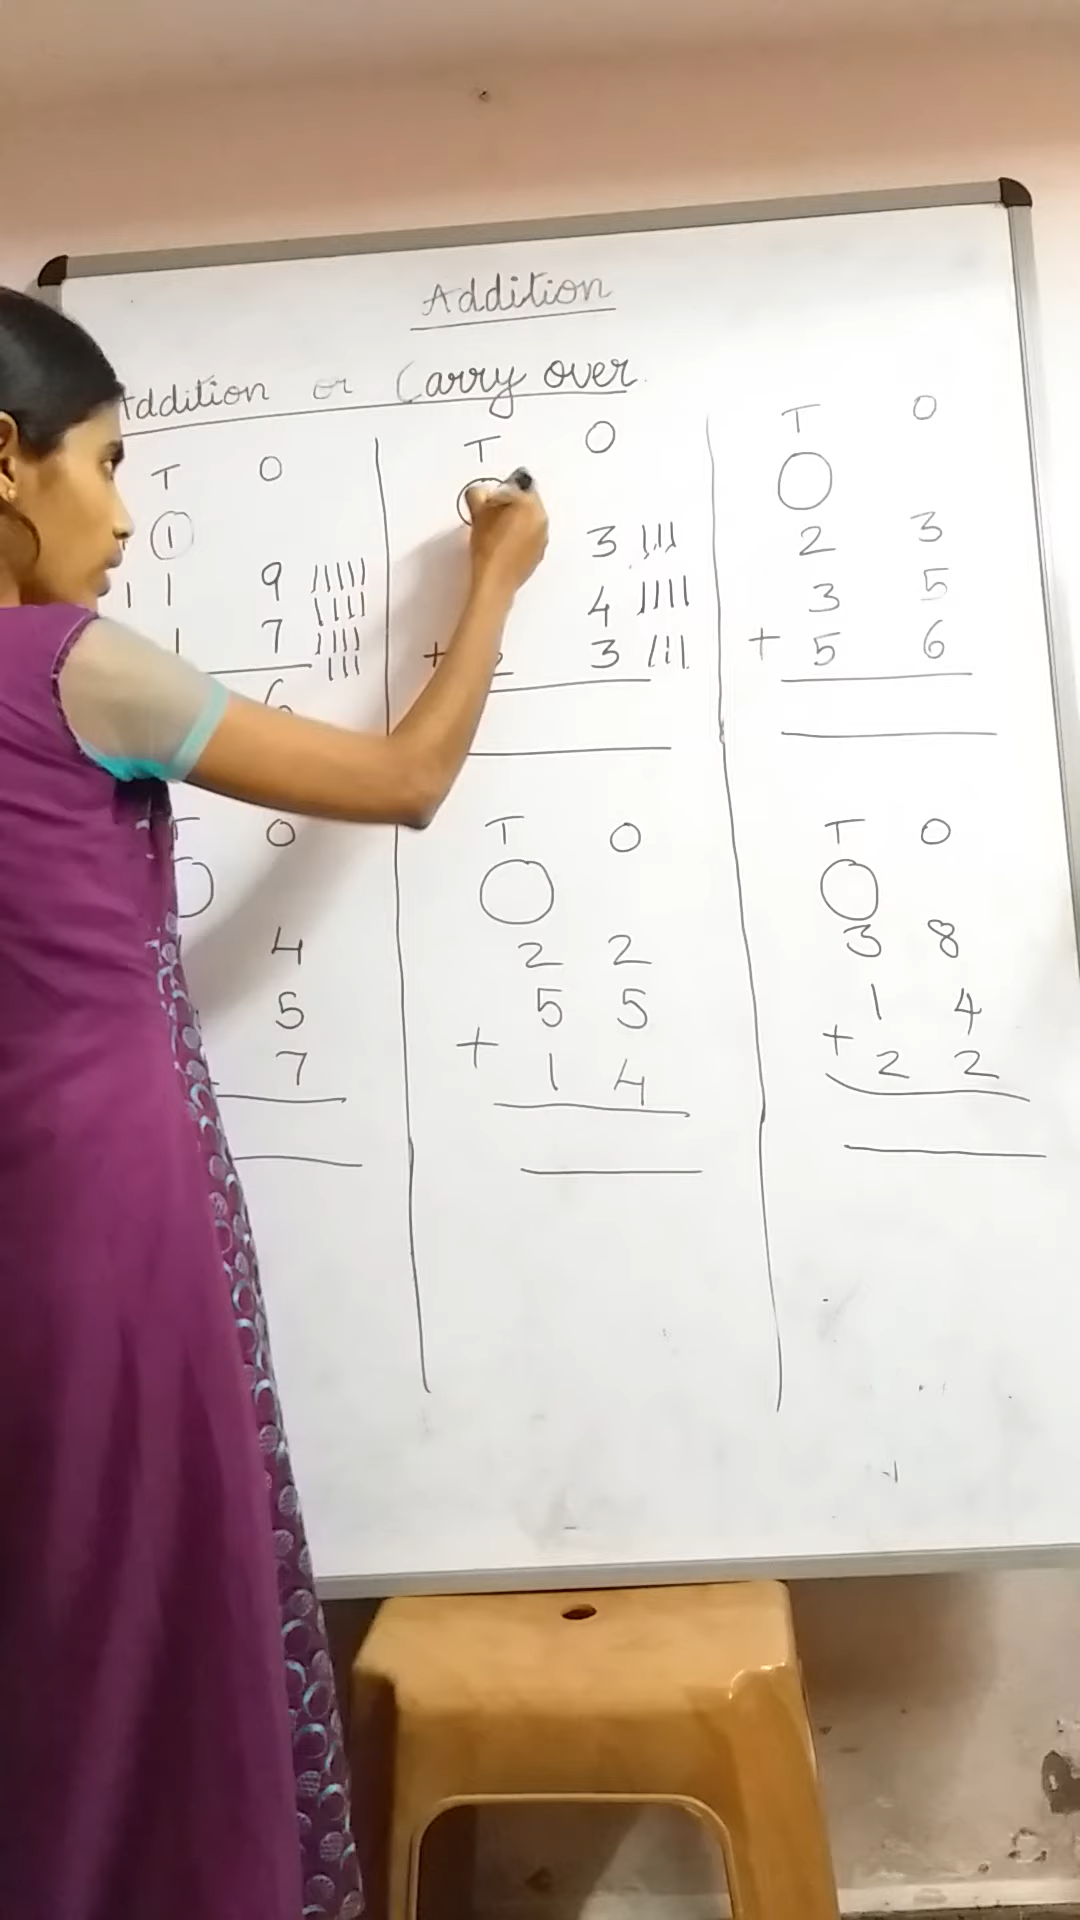 Addition
Addition or Carry over
T O
1
1 1 9
1 7
6
T O
3
4
+ 3
T O
2 3
3 5
+ 5 6
T O
4
5
7
T O
2 2
5 5
+ 1 4
T O
3 8
1 4
+ 2 2